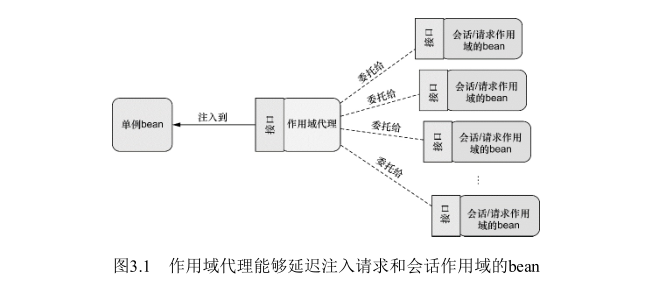 单例bean
注入到
接口
作用域代理
委托给
接口
会话/请求作用
域的bean
委托给
接口
会话/请求作用
域的bean
委托给
接口
会话/请求作用
域的bean
...
委托给
接口
会话/请求作用
域的bean
图3.1 作用域代理能够延迟注入请求和会话作用域的bean